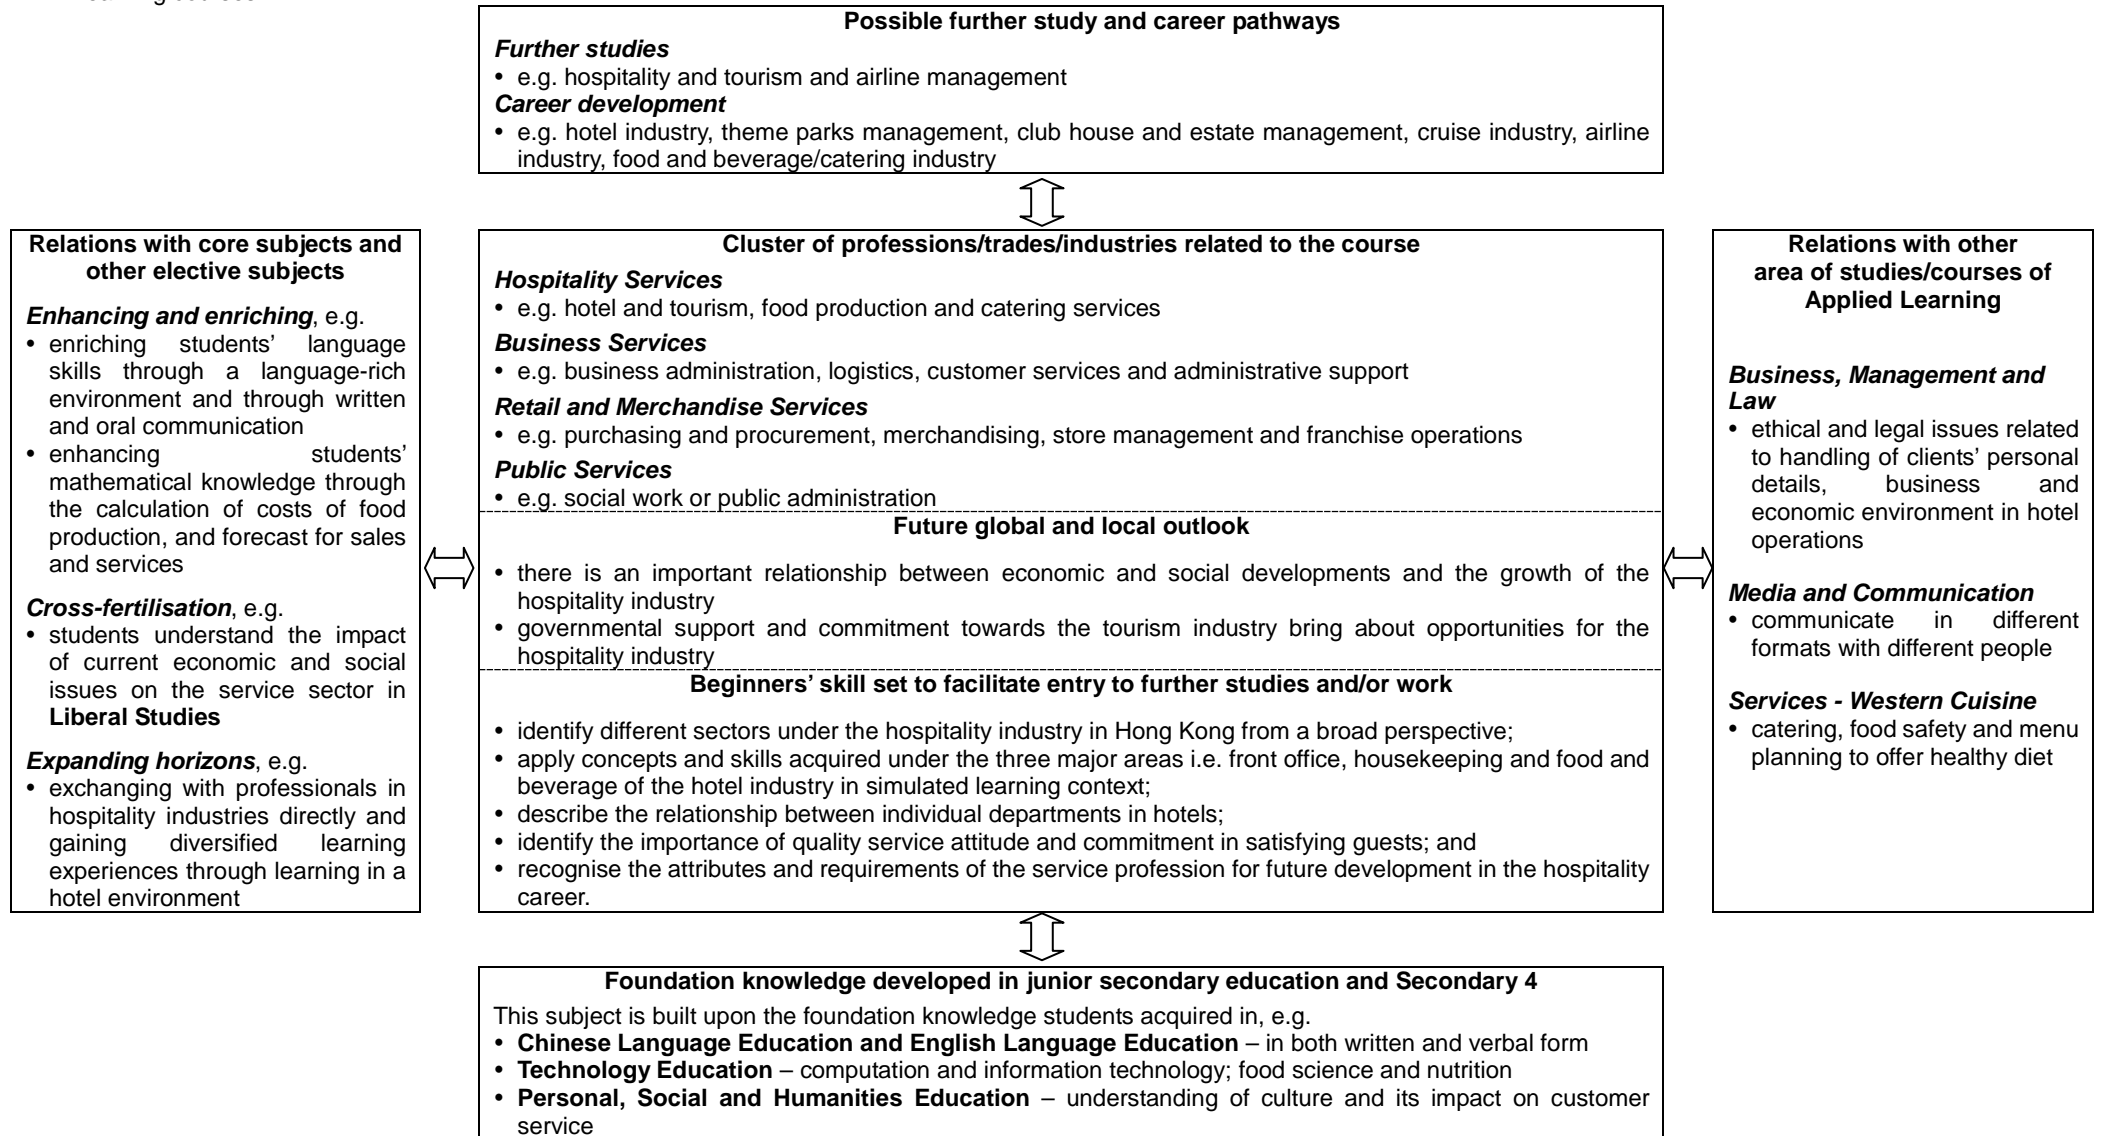 Possible further study and career pathways
Further studies
• e.g. hospitality and tourism and airline management
Career development
• e.g. hotel industry, theme parks management, club house and estate management, cruise industry, airline
industry, food and beverage/catering industry
Relations with core subjects and
other elective subjects
Enhancing and enriching, e.g.
• enriching students’ language
skills through a language-rich
environment and through written
and oral communication
• enhancing students’
mathematical knowledge through
the calculation of costs of food
production, and forecast for sales
and services
Cross-fertilisation, e.g.
• students understand the impact
of current economic and social
issues on the service sector in
Liberal Studies
Expanding horizons, e.g.
• exchanging with professionals in
hospitality industries directly and
gaining diversified learning
experiences through learning in a
hotel environment
Cluster of professions/trades/industries related to the course
Hospitality Services
• e.g. hotel and tourism, food production and catering services
Business Services
• e.g. business administration, logistics, customer services and administrative support
Retail and Merchandise Services
• e.g. purchasing and procurement, merchandising, store management and franchise operations
Public Services
• e.g. social work or public administration
Future global and local outlook
• there is an important relationship between economic and social developments and the growth of the
hospitality industry
• governmental support and commitment towards the tourism industry bring about opportunities for the
hospitality industry
Beginners’ skill set to facilitate entry to further studies and/or work
• identify different sectors under the hospitality industry in Hong Kong from a broad perspective;
• apply concepts and skills acquired under the three major areas i.e. front office, housekeeping and food and
beverage of the hotel industry in simulated learning context;
• describe the relationship between individual departments in hotels;
• identify the importance of quality service attitude and commitment in satisfying guests; and
• recognise the attributes and requirements of the service profession for future development in the hospitality
career.
Relations with other
area of studies/courses of
Applied Learning
Business, Management and
Law
• ethical and legal issues related
to handling of clients’ personal
details, business and
economic environment in hotel
operations
Media and Communication
• communicate in different
formats with different people
Services - Western Cuisine
• catering, food safety and menu
planning to offer healthy diet
Foundation knowledge developed in junior secondary education and Secondary 4
This subject is built upon the foundation knowledge students acquired in, e.g.
• Chinese Language Education and English Language Education – in both written and verbal form
• Technology Education – computation and information technology; food science and nutrition
• Personal, Social and Humanities Education – understanding of culture and its impact on customer
service